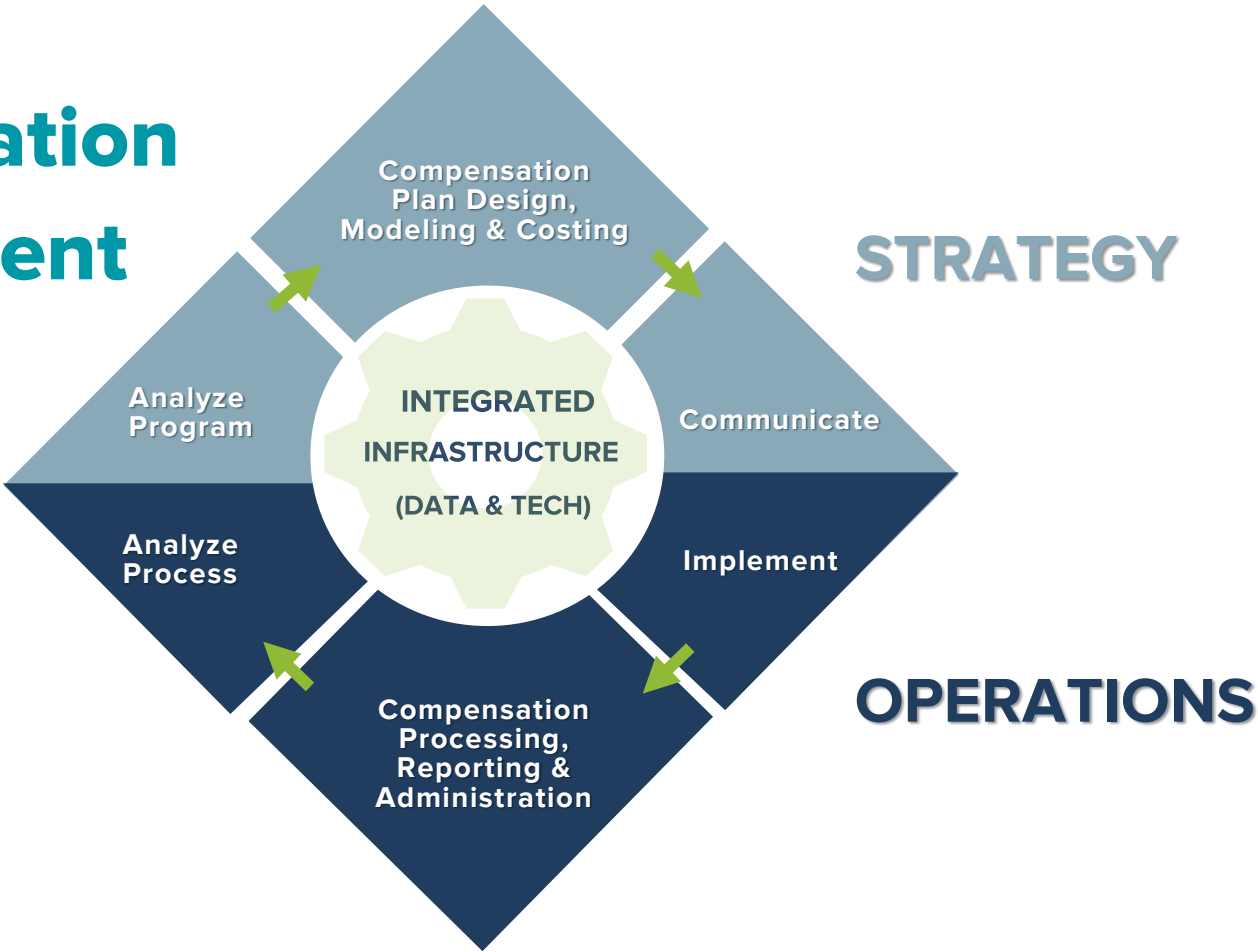 ation
ent
Compensation
Plan Design,
Modeling & Costing
STRATEGY
Analyze
Program
INTEGRATED
INFRASTRUCTURE
(DATA & TECH)
Communicate
Analyze
Process
Implement
Compensation
Processing,
Reporting &
Administration
OPERATIONS